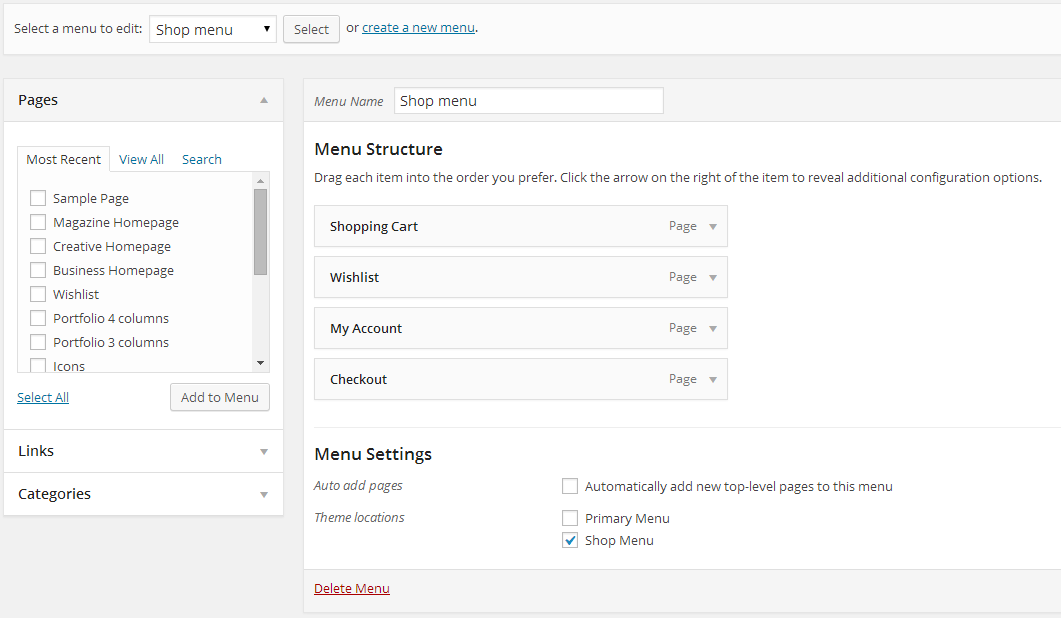 Select a menu to edit: Shop menu Select or create a new menu.
Pages
Most Recent View All Search
Sample Page
Magazine Homepage
Creative Homepage
Business Homepage
Wishlist
Portfolio 4 columns
Portfolio 3 columns
Icons
Select All Add to Menu
Links
Categories
Menu Name Shop menu
Menu Structure
Drag each item into the order you prefer. Click the arrow on the right of the item to reveal additional configuration options.
Shopping Cart Page
Wishlist Page
My Account Page
Checkout Page
Menu Settings
Auto add pages Automatically add new top-level pages to this menu
Theme locations Primary Menu
Shop Menu
Delete Menu